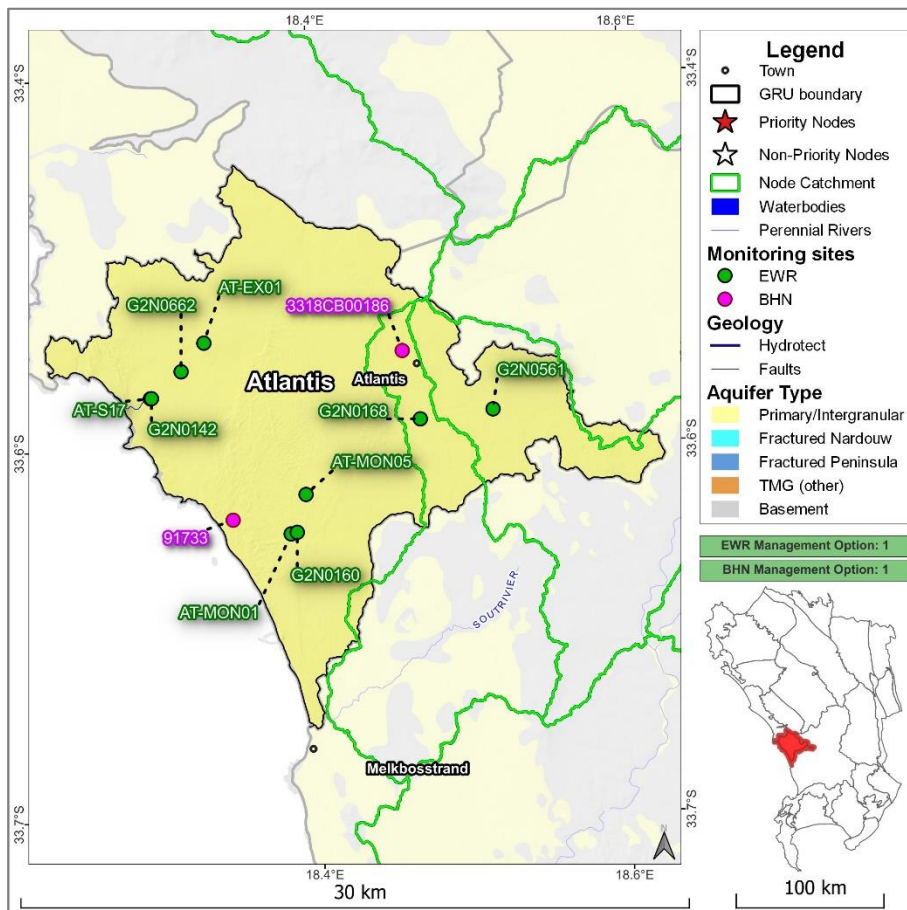 18.4°E
18.6°E
33.4°S
33.4°S
G2N0662
AT-EX01
3318CB00186
Atlantis
Atlantis
G2N0561
AT-S17
G2N0142
G2N0168
33.6°S
33.6°S
AT-MON05
91733
G2N0160
AT-MON01
SOUTRIVIER
Melkbosstrand
33.7°S
33.7°S
N
18.4°E
18.6°E
30 km
Legend
Town
GRU boundary
Priority Nodes
Non-Priority Nodes
Node Catchment
Waterbodies
Perennial Rivers
Monitoring sites
EWR
BHN
Geology
Hydrotect
Faults
Aquifer Type
Primary/Intergranular
Fractured Nardouw
Fractured Peninsula
TMG (other)
Basement
EWR Management Option: 1
BHN Management Option: 1
100 km